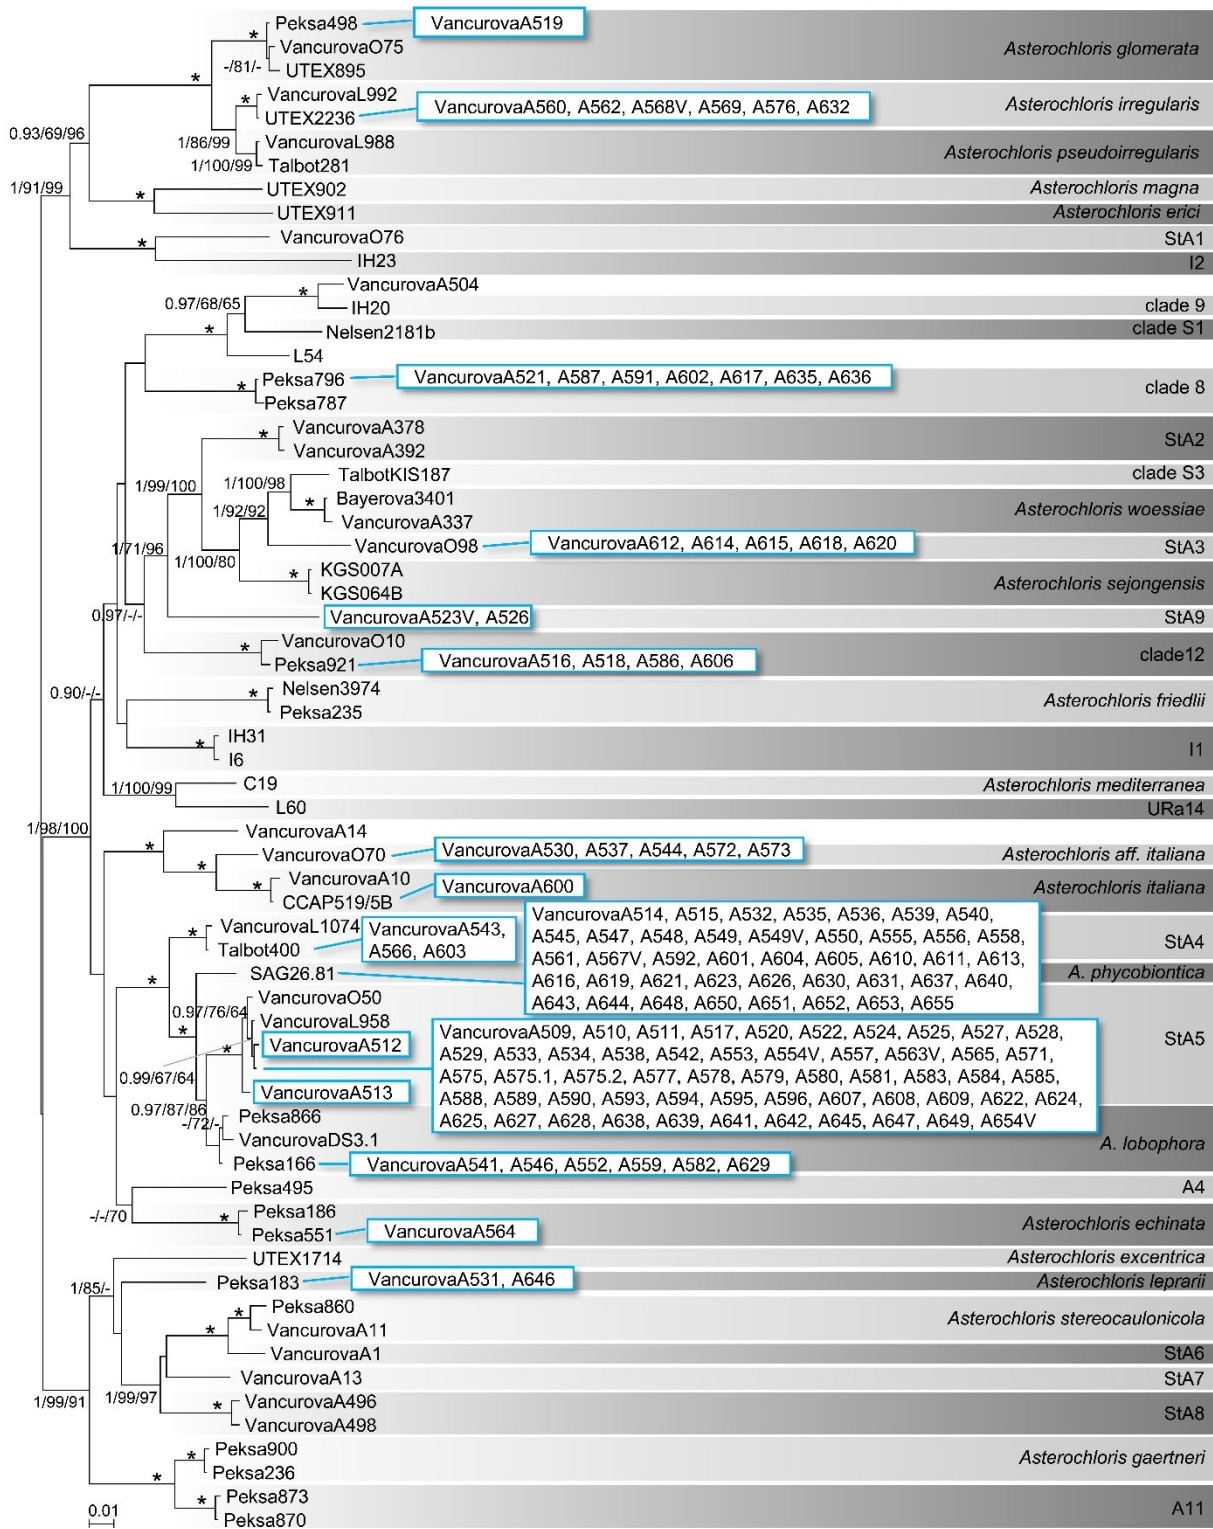 Peksa498
VancurovaA519
VancurovaO75
Asterochloris glomerata
-/81/-
UTEX895
*
*
VancurovaL992
*
UTEX2236
VancurovaA560, A562, A568V, A569, A576, A632
Asterochloris irregularis
0.93/69/96
1/86/99
VancurovaL988
1/100/99
Talbot281
Asterochloris pseudoirregularis
1/91/99
*
UTEX902
Asterochloris magna
UTEX911
Asterochloris erici
*
VancurovaO76
StA1
IH23
I2
VancurovaA504
*
0.97/68/65
IH20
clade 9
*
Nelsen2181b
clade S1
L54
*
Peksa796
VancurovaA521, A587, A591, A602, A617, A635, A636
Peksa787
clade 8
*
VancurovaA378
VancurovaA392
StA2
1/99/100
1/100/98
TalbotKIS187
clade S3
*
Bayerova3401
VancurovaA337
Asterochloris woessiae
1/92/92
1/71/96
1/100/80
VancurovaO98
VancurovaA612, A614, A615, A618, A620
StA3
*
KGS007A
KGS064B
Asterochloris sejongensis
0.97/-/-
VancurovaA523V, A526
StA9
*
VancurovaO10
Peksa921
VancurovaA516, A518, A586, A606
clade12
0.90/-/-
*
Nelsen3974
Peksa235
Asterochloris friedlii
*
IH31
I6
I1
1/100/99
C19
Asterochloris mediterranea
L60
URa14
1/98/100
*
VancurovaA14
*
VancurovaO70
VancurovaA530, A537, A544, A572, A573
Asterochloris aff. italiana
*
VancurovaA10
CCAP519/5B
VancurovaA600
Asterochloris italiana
*
VancurovaL1074
Talbot400
VancurovaA543,
A566, A603
StA4
VancurovaA514, A515, A532, A535, A536, A539, A540,
A545, A547, A548, A549, A549V, A550, A555, A556, A558,
A561, A567V, A592, A601, A604, A605, A610, A611, A613,
A616, A619, A621, A623, A626, A630, A631, A637, A640,
A643, A644, A648, A650, A651, A652, A653, A655
*
SAG26.81
A. phycobiontica
0.97/76/64
VancurovaO50
VancurovaL958
*
*
VancurovaA512
VancurovaA513
StA5
VancurovaA509, A510, A511, A517, A520, A522, A524, A525, A527, A528,
A529, A533, A534, A538, A542, A553, A554V, A557, A563V, A565, A571,
A575, A575.1, A575.2, A577, A578, A579, A580, A581, A583, A584, A585,
A588, A589, A590, A593, A594, A595, A596, A607, A608, A609, A622, A624,
A625, A627, A628, A638, A639, A641, A642, A645, A647, A649, A654V
0.99/67/64
0.97/87/86
-/72/-
Peksa866
VancurovaDS3.1
A. lobophora
Peksa166
VancurovaA541, A546, A552, A559, A582, A629
Peksa495
A4
-/-/70
*
Peksa186
Peksa551
VancurovaA564
Asterochloris echinata
UTEX1714
Asterochloris excentrica
1/85/-
Peksa183
VancurovaA531, A646
Asterochloris leprarii
*
*
Peksa860
VancurovaA11
Asterochloris stereocaulonicola
VancurovaA1
StA6
VancurovaA13
StA7
1/99/91
1/99/97
*
VancurovaA496
VancurovaA498
StA8
*
*
Peksa900
Peksa236
Asterochloris gaertneri
*
Peksa873
Peksa870
A11
0.01